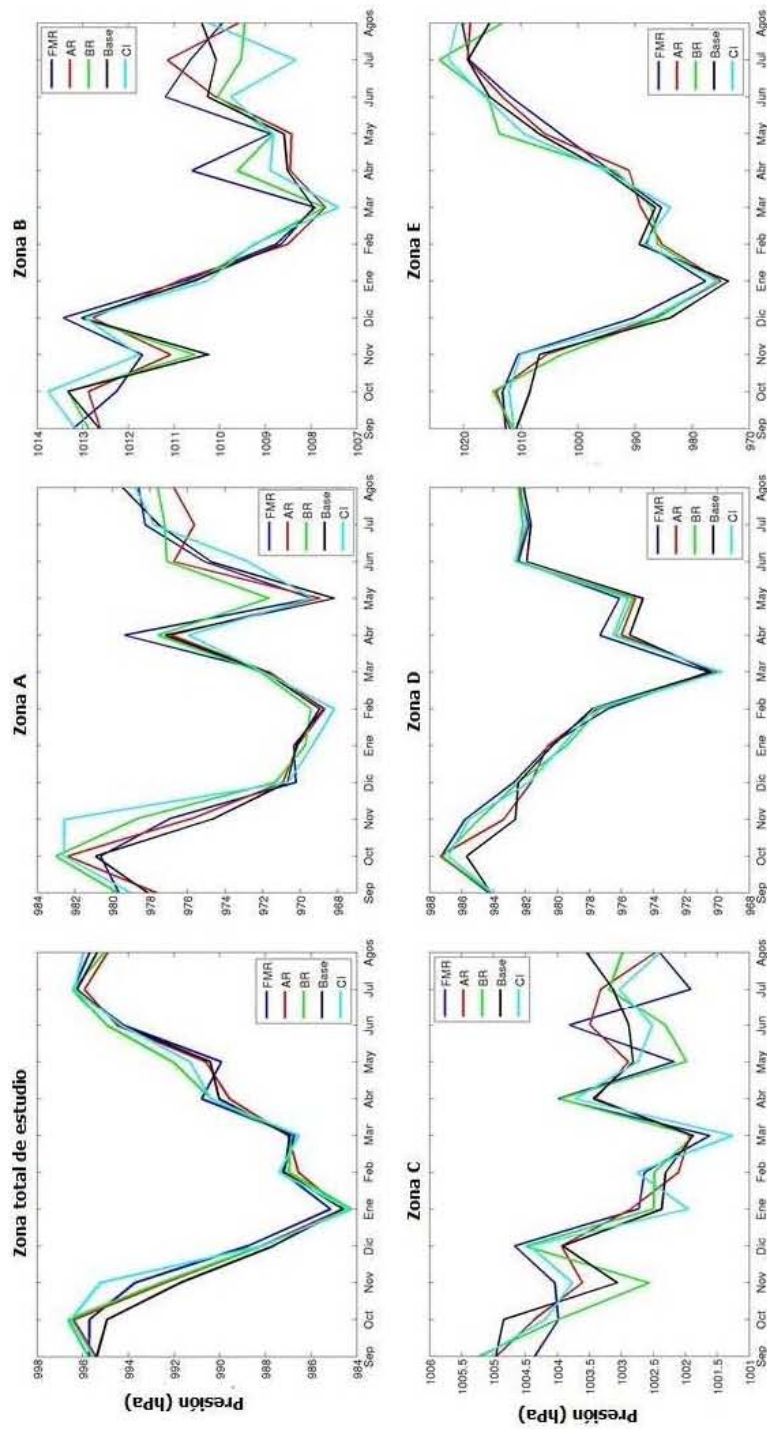 Zona total de estudio
Presión (hPa)
998
996
994
992
990
988
986
984
Sep Oct Nov Dic Ene Feb Mar Abr May Jun Jul Agos
FMR
AR
BR
Base
CI
Zona A
984
982
980
978
976
974
972
970
968
Sep Oct Nov Dic Ene Feb Mar Abr May Jun Jul Agos
FMR
AR
BR
Base
CI
Zona B
1014
1013
1012
1011
1010
1009
1008
1007
Sep Oct Nov Dic Ene Feb Mar Abr May Jun Jul Agos
FMR
AR
BR
Base
CI
Zona C
Presión (hPa)
1006
1005.5
1005
1004.5
1004
1003.5
1003
1002.5
1002
1001.5
1001
Sep Oct Nov Dic Ene Feb Mar Abr May Jun Jul Agos
FMR
AR
BR
Base
CI
Zona D
988
986
984
982
980
978
976
974
972
970
968
Sep Oct Nov Dic Ene Feb Mar Abr May Jun Jul Agos
FMR
AR
BR
Base
CI
Zona E
1020
1010
1000
990
980
970
Sep Oct Nov Dic Ene Feb Mar Abr May Jun Jul Agos
FMR
AR
BR
Base
CI